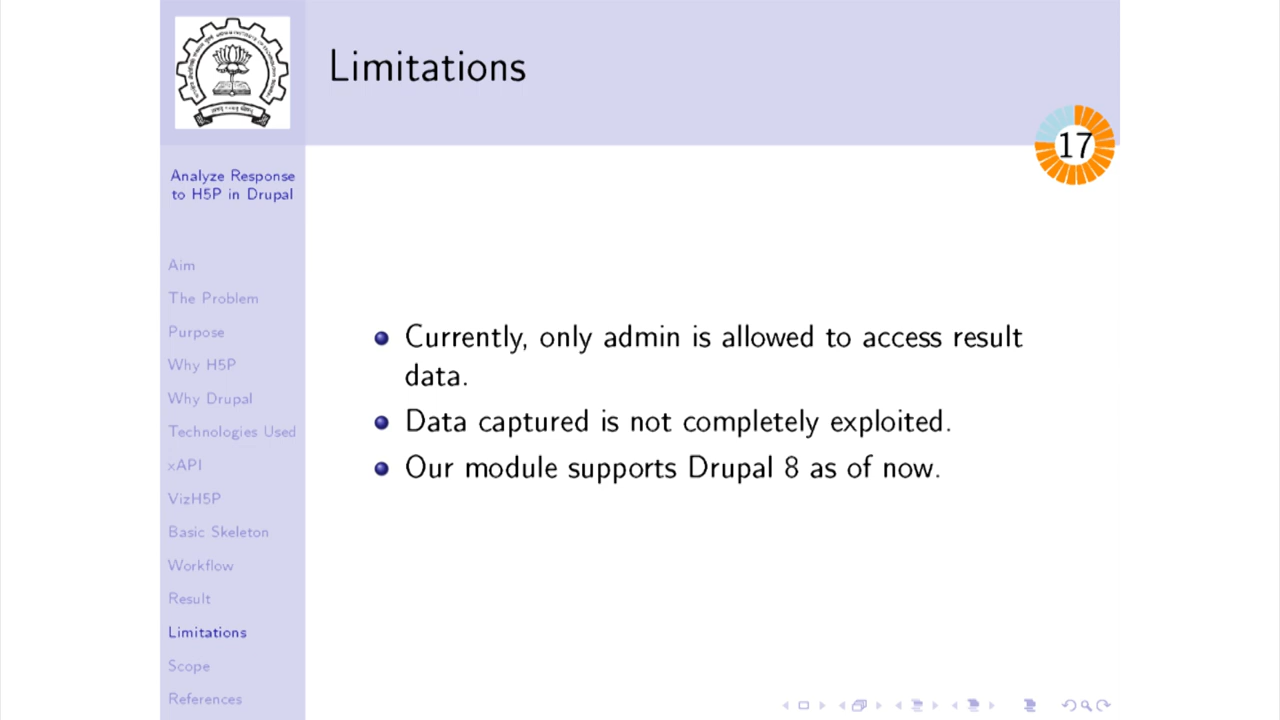 Limitations
17
Analyze Response
to H5P in Drupal
Aim
The Problem
Purpose
Why H5P
Why Drupal
Technologies Used
xAPI
VizH5P
Basic Skeleton
Workflow
Result
Limitations
Scope
References
Currently, only admin is allowed to access result
data.
Data captured is not completely exploited.
Our module supports Drupal 8 as of now.